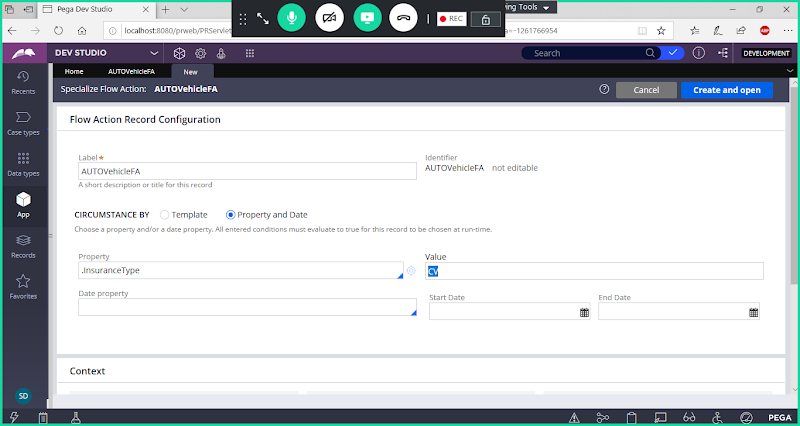 Pega Dev Studio
ving Tools
localhost:8080/prweb/PRServlet
REC
a=-1261766954
ABP
DEV STUDIO
Search
DEVELOPMENT
Home
AUTOVehicleFA
New
Specialize Flow Action: AUTOVehicleFA
Cancel
Create and open
Recents
Case types
Data types
App
Records
Favorites
SD
Flow Action Record Configuration
Label *
AUTOVehicleFA
A short description or title for this record
Identifier
AUTOVehicleFA not editable
CIRCUMSTANCE BY Template Property and Date
Choose a property and/or a date property. All entered conditions must evaluate to true for this record to be chosen at run-time.
Property
.InsuranceType
Value
CV
Date property
Start Date
End Date
Context
PEGA